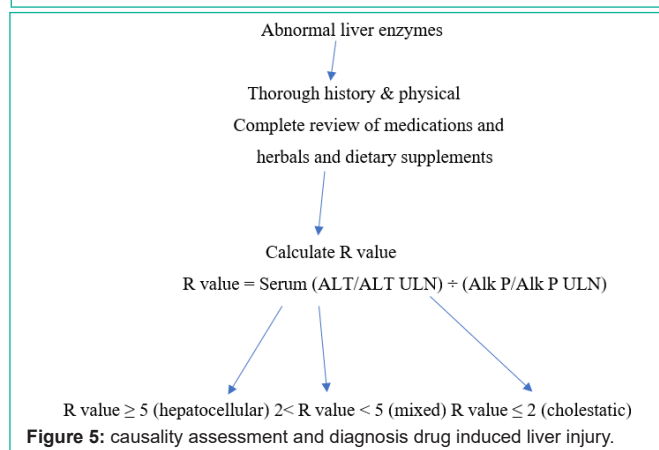 Abnormal liver enzymes
Thorough history & physical
Complete review of medications and
herbals and dietary supplements
Calculate R value
R value = Serum (ALT/ALT ULN) ÷ (Alk P/Alk P ULN)
R value ≥ 5 (hepatocellular) 2< R value < 5 (mixed) R value ≤ 2 (cholestatic)
Figure 5: causality assessment and diagnosis drug induced liver injury.